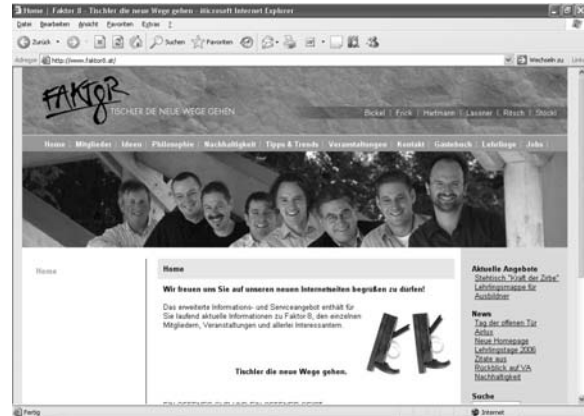 Home | Faktor 8 - Tischler die neue Wege gehen - Microsoft Internet Explorer
Datei Bearbeiten Ansicht Favoriten Extras ?
Zurück Suchen Favoriten
Adresse http://www.faktor8.at/ Wechseln zu Links
FAKTOR
TISCHLER DIE NEUE WEGE GEHEN
Bickel | Frick | Hartmann | Lässer | Ritsch | Stöckl
Home | Mitglieder | Ideen | Philosophie | Nachhaltigkeit | Tipps & Trends | Veranstaltungen | Kontakt | Gästebuch | Lehrlinge | Jobs |
Home
Home
Wir freuen uns Sie auf unseren neuen Internetseiten begrüßen zu dürfen!
Das erweiterte Informations- und Serviceangebot enthält für
Sie laufend aktuelle Informationen zu Faktor 8, den einzelnen
Mitgliedern, Veranstaltungen und allerlei Interessantem.
Tischler die neue Wege gehen.
Aktuelle Angebote
Stehtisch "Kraft der Zirbe"
Lehrlingsmappe für
Ausbildner
News
Tag der offenen Tür
Neue Homepage
Lehrlingstage 2006
Zitate aus
Rückblick auf VA
Nachhaltigkeit
Suche
Fertig
Internet